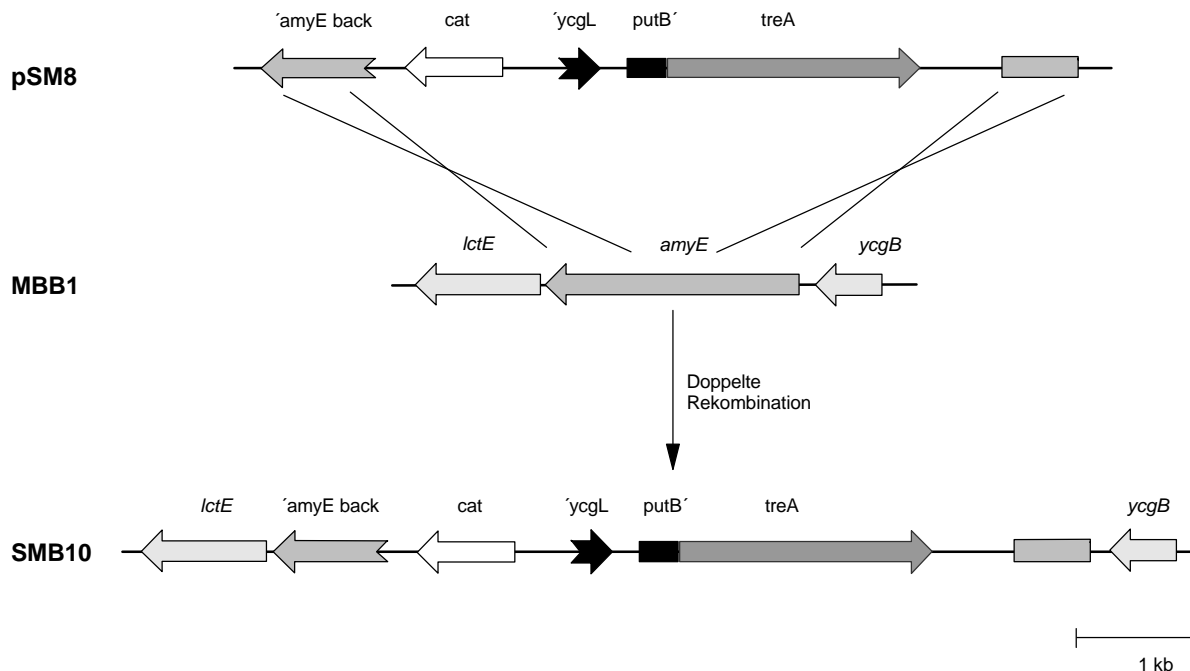 ´amyE back cat ´ycgL putB´ treA
pSM8
lctE amyE ycgB
MBB1
Doppelte
Rekombination
lctE ´amyE back cat ´ycgL putB´ treA ycgB
SMB10
1 kb